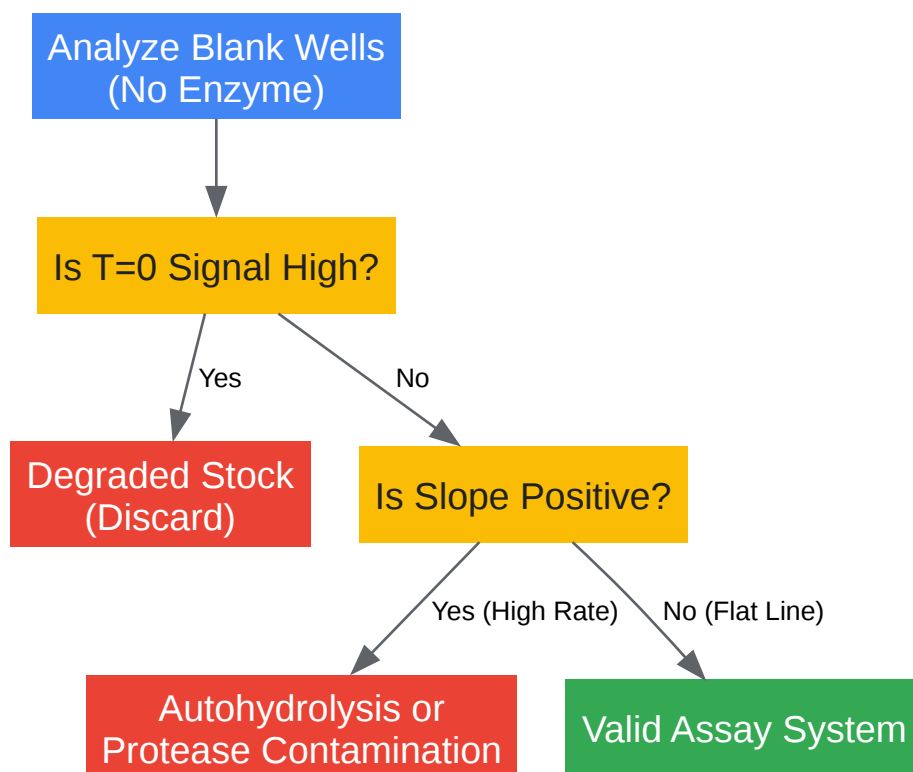 Analyze Blank Wells
(No Enzyme)
Is T=0 Signal High?
Yes
No
Degraded Stock
(Discard)
Is Slope Positive?
Yes (High Rate)
No (Flat Line)
Autohydrolysis or
Protease Contamination
Valid Assay System